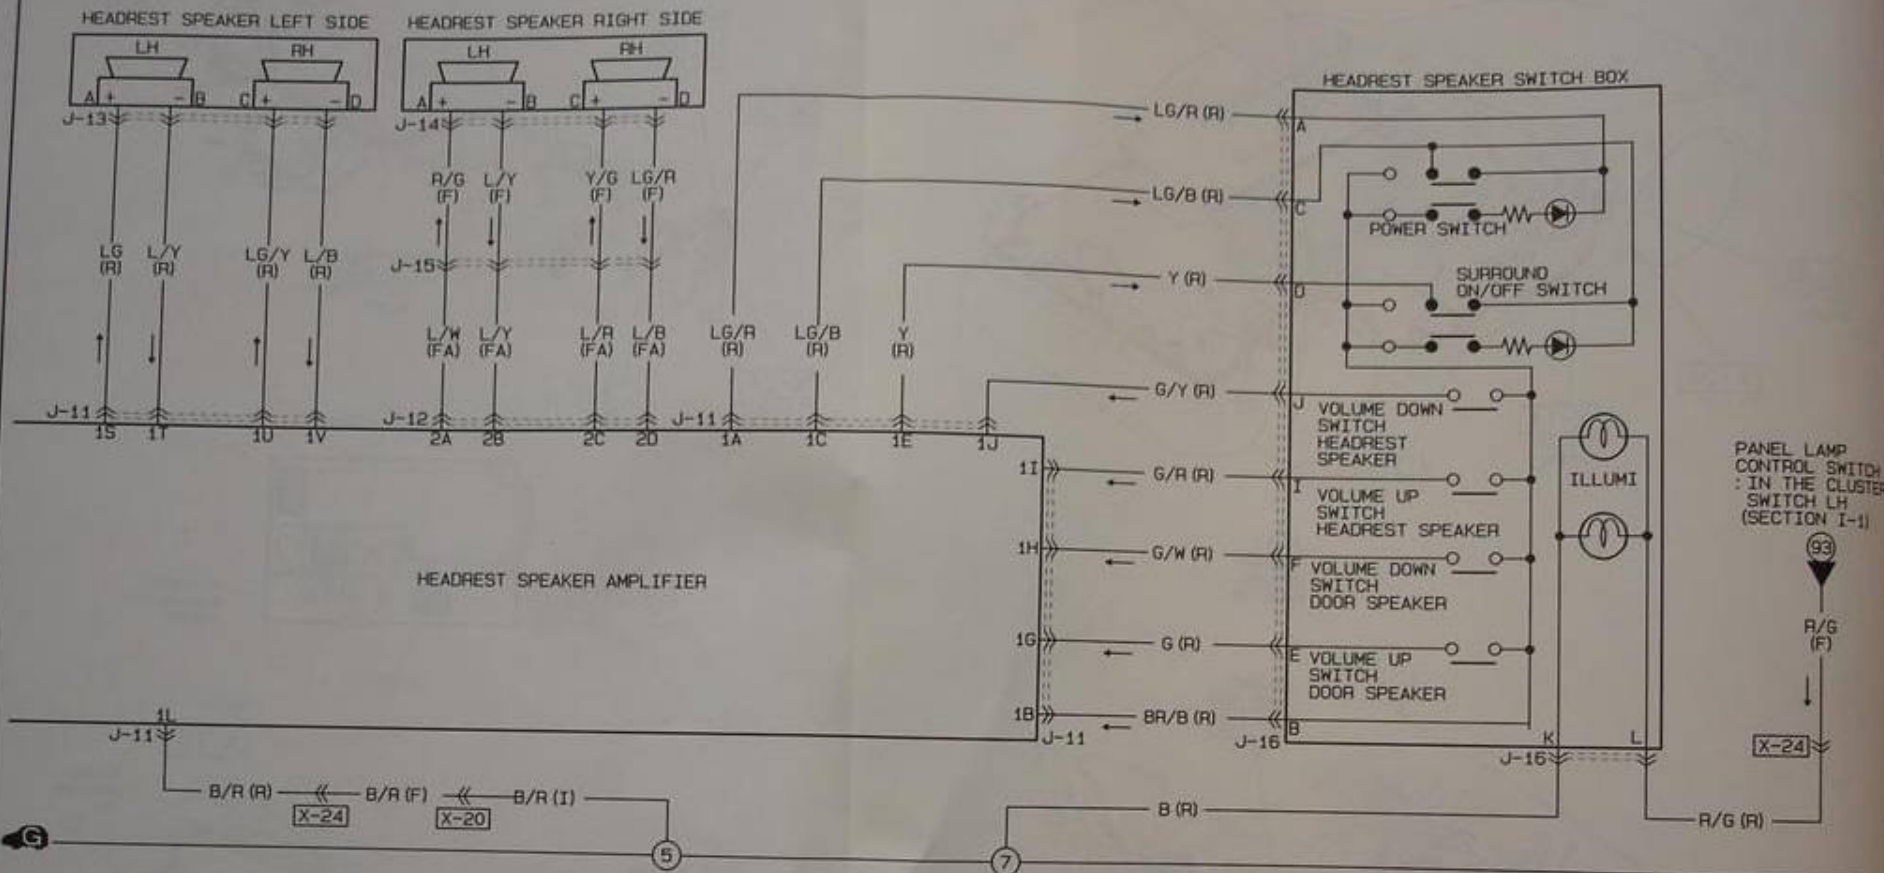 HEADREST SPEAKER LEFT SIDE
HEADREST SPEAKER RIGHT SIDE
LH
RH
LH
RH
A + - B C + - D
A + - B C + - D
J-13
J-14
R/G
(F)
L/Y
(F)
Y/G
(F)
LG/R
(F)
LG
(R)
L/Y
(R)
LG/Y
(R)
L/B
(R)
J-15
L/W
(FA)
L/Y
(FA)
L/R
(FA)
L/B
(FA)
LG/R
(R)
LG/B
(R)
Y
(R)
J-11
J-12
J-11
1S 1T 1U 1V 2A 2B 2C 2D 1A 1C 1E 1J
HEADREST SPEAKER AMPLIFIER
1I
1H
1G
1B
J-11
1L
J-11
LG/R (R)
LG/B (R)
Y (R)
G/Y (R)
G/R (R)
G/W (R)
G (R)
BR/B (R)
HEADREST SPEAKER SWITCH BOX
A
C
POWER SWITCH
D
SURROUND
ON/OFF SWITCH
J
VOLUME DOWN
SWITCH
HEADREST
SPEAKER
I
VOLUME UP
SWITCH
HEADREST SPEAKER
F
VOLUME DOWN
SWITCH
DOOR SPEAKER
E
VOLUME UP
SWITCH
DOOR SPEAKER
B
J-16
ILLUMI
K
L
J-16
PANEL LAMP
CONTROL SWITCH
: IN THE CLUSTER
SWITCH LH
(SECTION I-1)
93
R/G
(F)
X-24
R/G (R)
B/R (R)
B/R (F)
B/R (I)
X-24
X-20
B (R)
G
5
7